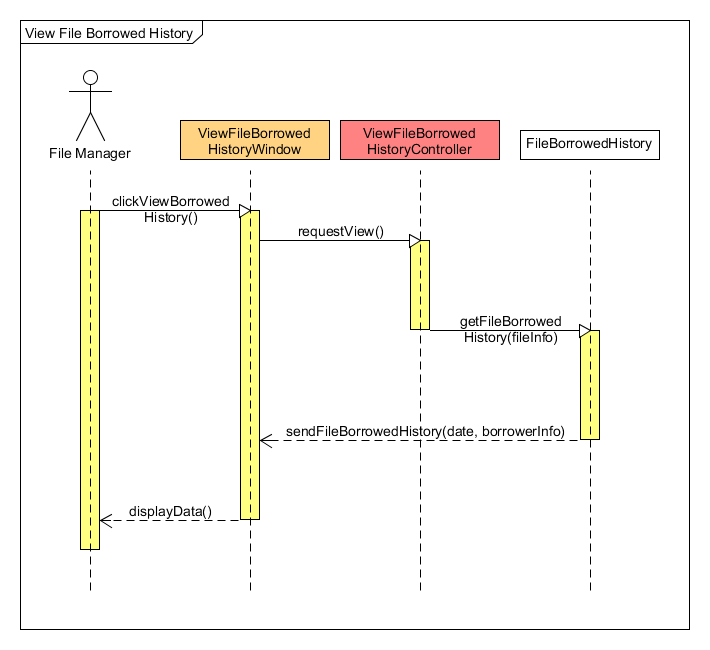 View File Borrowed History
File Manager
ViewFileBorrowed
HistoryWindow
ViewFileBorrowed
HistoryController
FileBorrowedHistory
clickViewBorrowed
History()
requestView()
getFileBorrowed
History(fileInfo)
sendFileBorrowedHistory(date, borrowerInfo)
displayData()